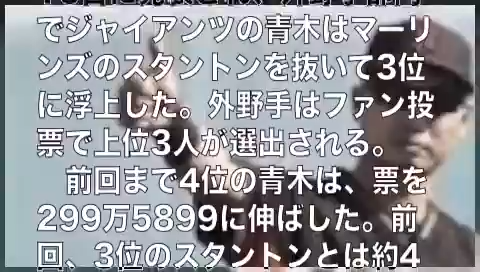 でジャイアンツの青木はマーリ
ンズのスタントンを抜いて3位
に浮上した。外野手はファン投
票で上位3人が選出される。
前回まで4位の青木は、票を
299万5899に伸ばした。前
回、3位のスタントンとは約4